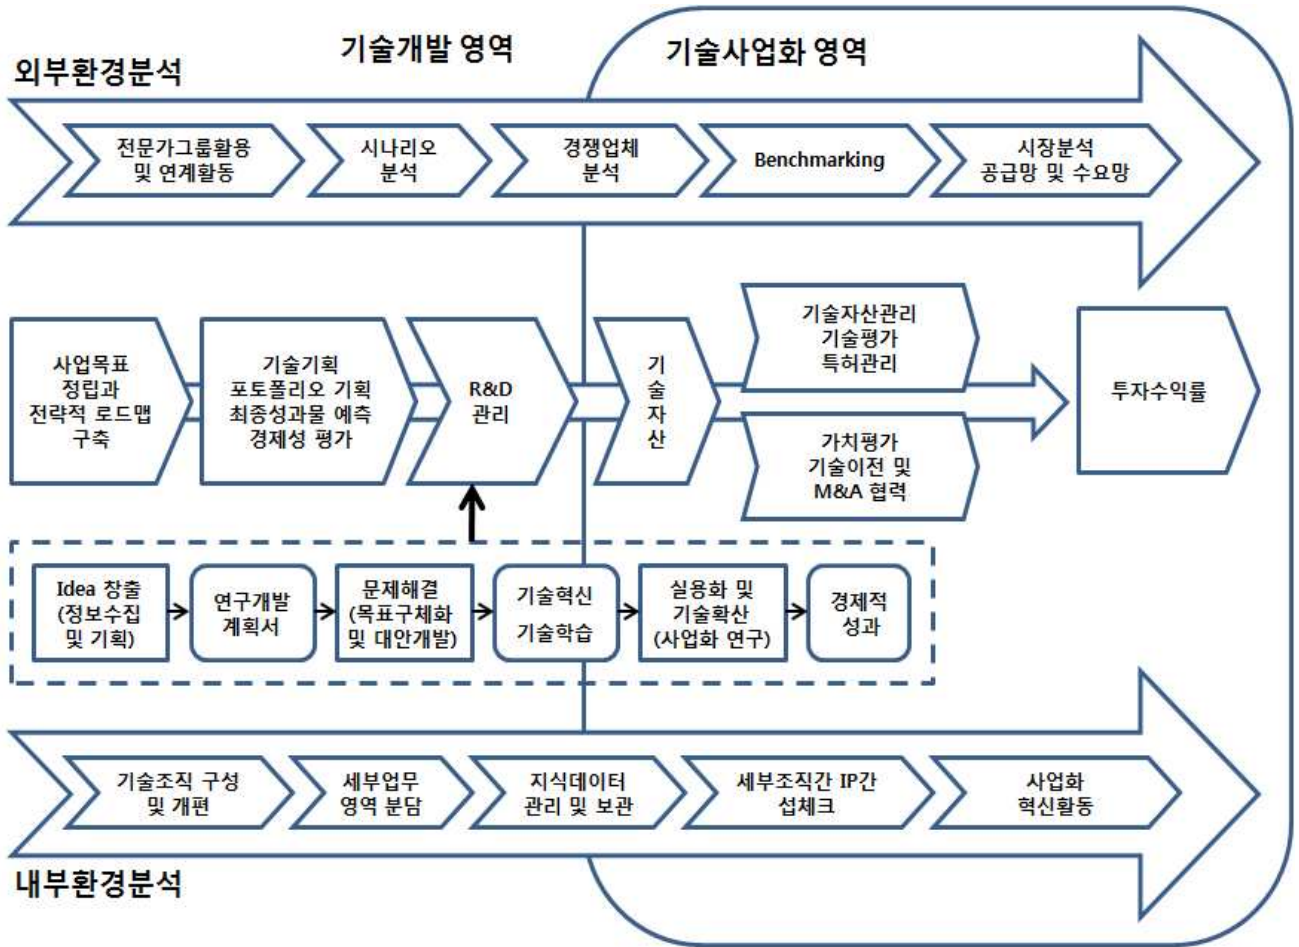 기술개발 영역
기술사업화 영역
외부환경분석
전문가그룹활용
및 연계활동
시나리오
분석
경쟁업체
분석
Benchmarking
시장분석
공급망 및 수요망
사업목표
정립과
전략적 로드맵
구축
기술기획
포토폴리오 기획
최종성과물 예측
경제성 평가
R&D
관리
기
술
자
산
기술자산관리
기술평가
특허관리
가치평가
기술이전 및
M&A 협력
투자수익률
Idea 창출
(정보수집
및 기획)
연구개발
계획서
문제해결
(목표구체화
및 대안개발)
기술혁신
기술학습
실용화 및
기술확산
(사업화 연구)
경제적
성과
기술조직 구성
및 개편
세부업무
영역 분담
지식데이터
관리 및 보관
세부조직간 IP간
섭체크
사업화
혁신활동
내부환경분석